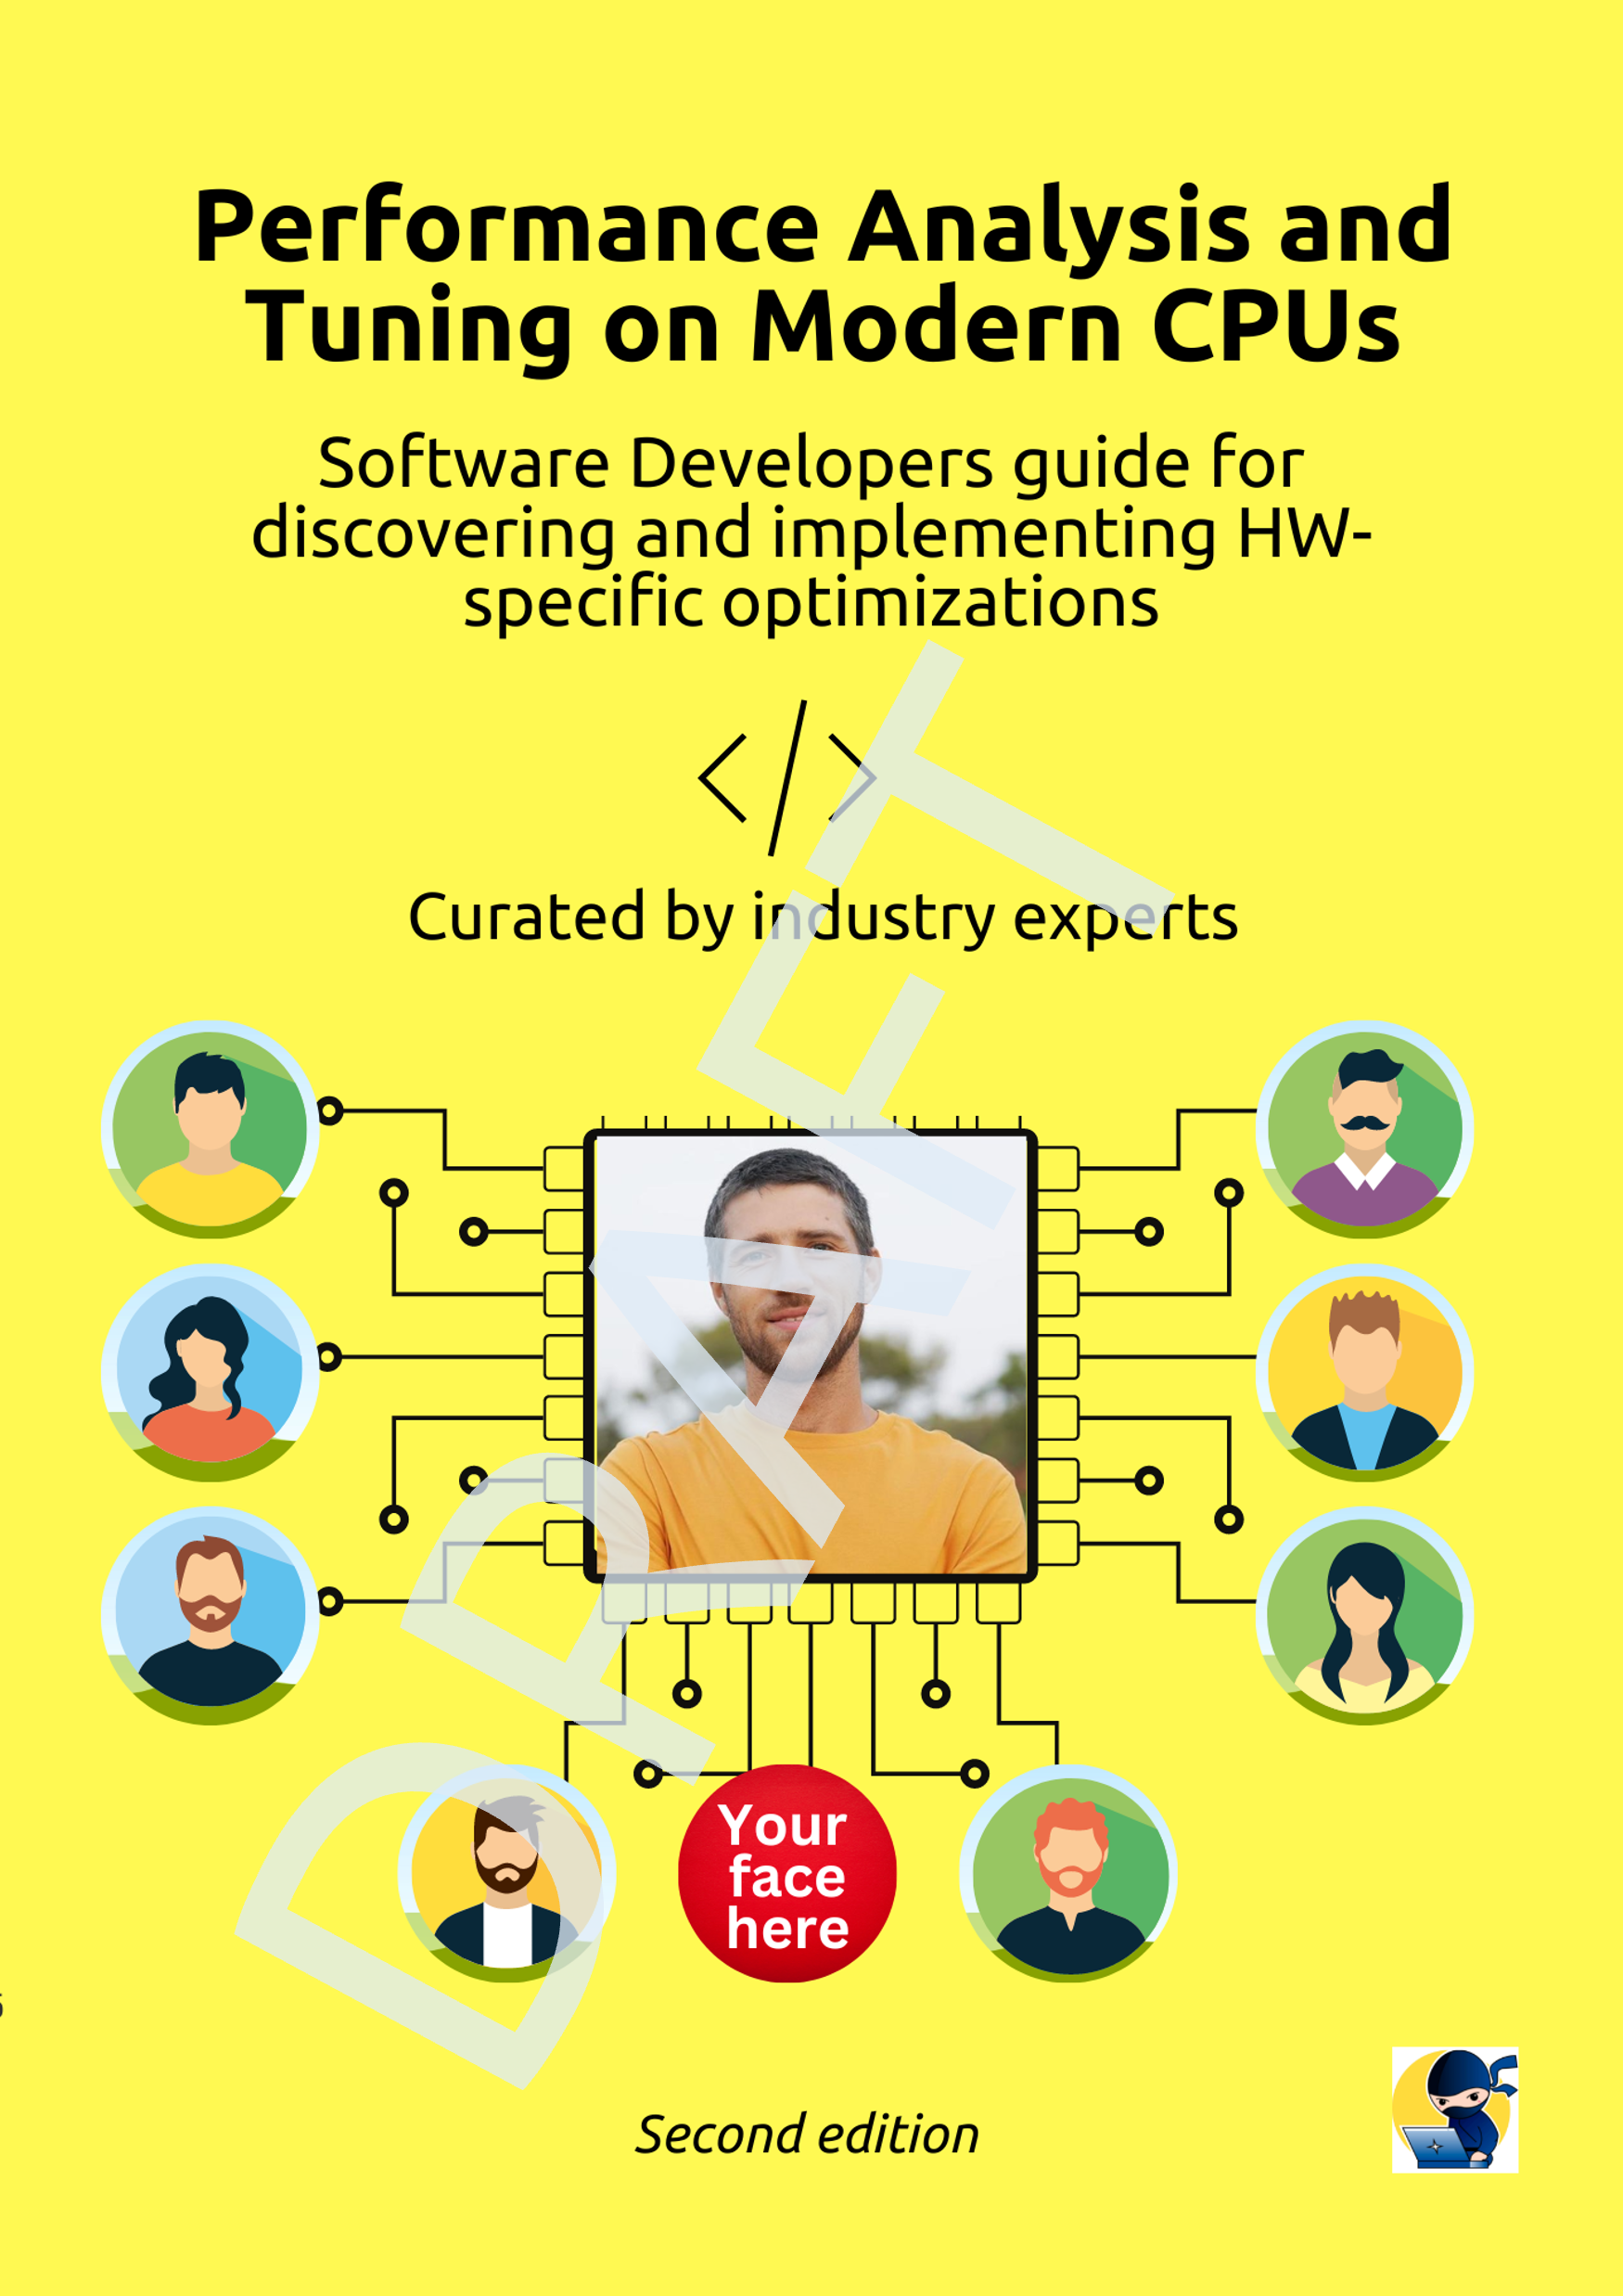 Performance Analysis and
Tuning on Modern CPUs
Software Developers guide for
discovering and implementing HW-
specific optimizations
</>
Curated by industry experts
DRAFT
Your
face
here
Second edition